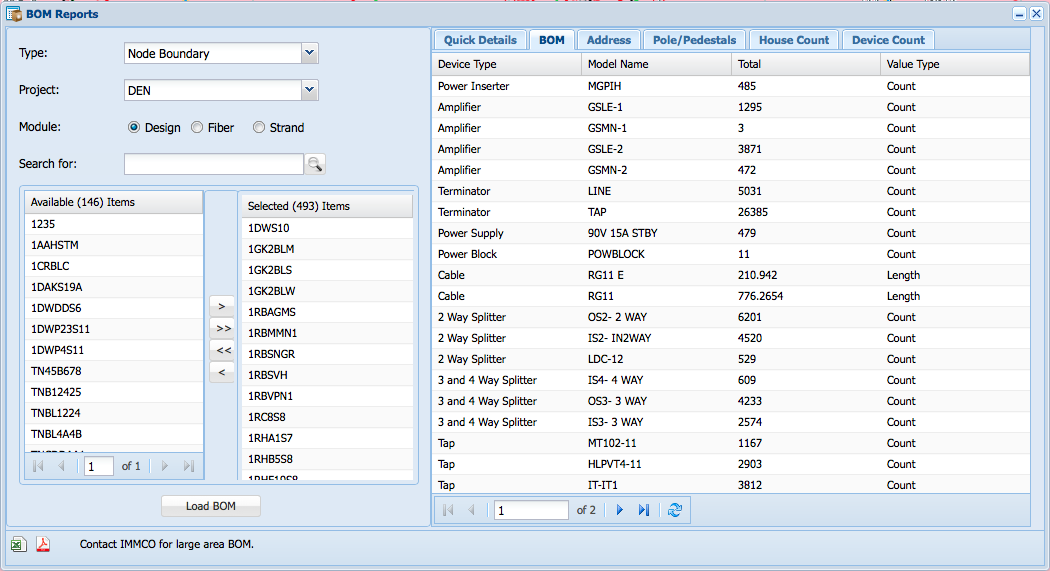 BOM Reports
Type:
Node Boundary
Project:
DEN
Module:
Design Fiber Strand
Search for:
Available (146) Items
1235
1AAHSTM
1CRBLC
1DAKS19A
1DWDDS6
1DWP23S11
1DWP4S11
TN45B678
TNB12425
TNBL1224
TNBL4A4B
1 of 1
>
>>
<<
<
Selected (493) Items
1DWS10
1GK2BLM
1GK2BLS
1GK2BLW
1RBAGMS
1RBMMN1
1RBSNGR
1RBSVH
1RBVPN1
1RC8S8
1RHA1S7
1RHB5S8
1RHE10S8
Load BOM
Quick Details BOM Address Pole/Pedestals House Count Device Count
Device Type Model Name Total Value Type
Power Inserter MGPIH 485 Count
Amplifier GSLE-1 1295 Count
Amplifier GSMN-1 3 Count
Amplifier GSLE-2 3871 Count
Amplifier GSMN-2 472 Count
Terminator LINE 5031 Count
Terminator TAP 26385 Count
Power Supply 90V 15A STBY 479 Count
Power Block POWBLOCK 11 Count
Cable RG11 E 210.942 Length
Cable RG11 776.2654 Length
2 Way Splitter OS2- 2 WAY 6201 Count
2 Way Splitter IS2- IN2WAY 4520 Count
2 Way Splitter LDC-12 529 Count
3 and 4 Way Splitter IS4- 4 WAY 609 Count
3 and 4 Way Splitter OS3- 3 WAY 4233 Count
3 and 4 Way Splitter IS3- 3 WAY 2574 Count
Tap MT102-11 1167 Count
Tap HLPVT4-11 2903 Count
Tap IT-IT1 3812 Count
1 of 2
Contact IMMCO for large area BOM.